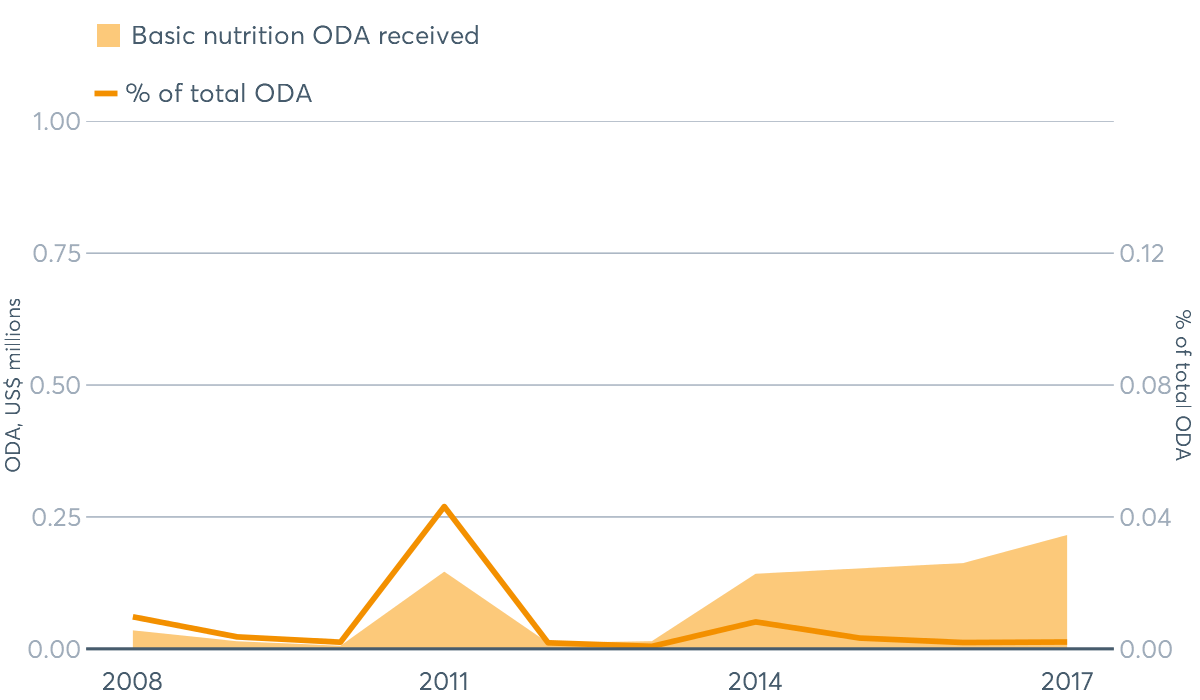 Basic nutrition ODA received
% of total ODA
1.00
0.75 0.12
0.50 0.08
0.25 0.04
0.00 0.00
ODA, US$ millions
% of total ODA
2008 2011 2014 2017